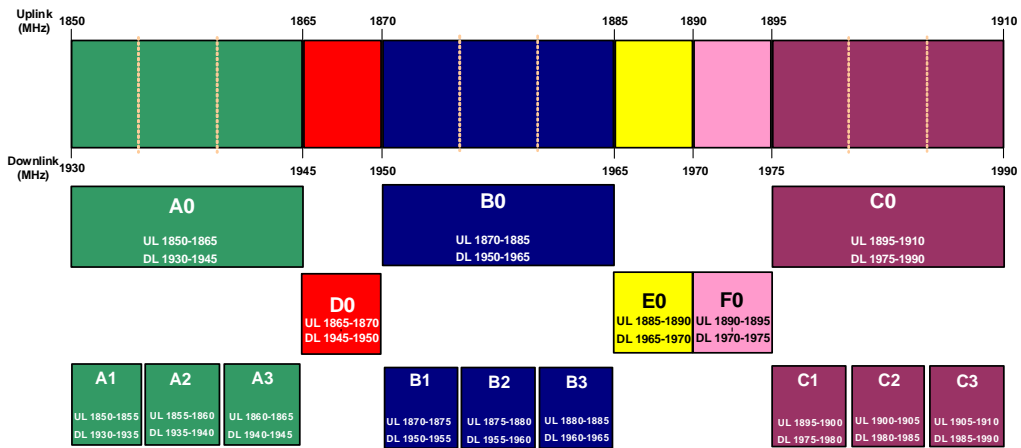 Uplink
(MHz)
1850 1865 1870 1885 1890 1895 1910
Downlink
(MHz)
1930 1945 1950 1965 1970 1975 1990
A0
UL 1850-1865
DL 1930-1945
B0
UL 1870-1885
DL 1950-1965
C0
UL 1895-1910
DL 1975-1990
D0
UL 1865-1870
DL 1945-1950
E0
UL 1885-1890
DL 1965-1970
F0
UL 1890-1895
DL 1970-1975
A1
UL 1850-1855
DL 1930-1935
A2
UL 1855-1860
DL 1935-1940
A3
UL 1860-1865
DL 1940-1945
B1
UL 1870-1875
DL 1950-1955
B2
UL 1875-1880
DL 1955-1960
B3
UL 1880-1885
DL 1960-1965
C1
UL 1895-1900
DL 1975-1980
C2
UL 1900-1905
DL 1980-1985
C3
UL 1905-1910
DL 1985-1990